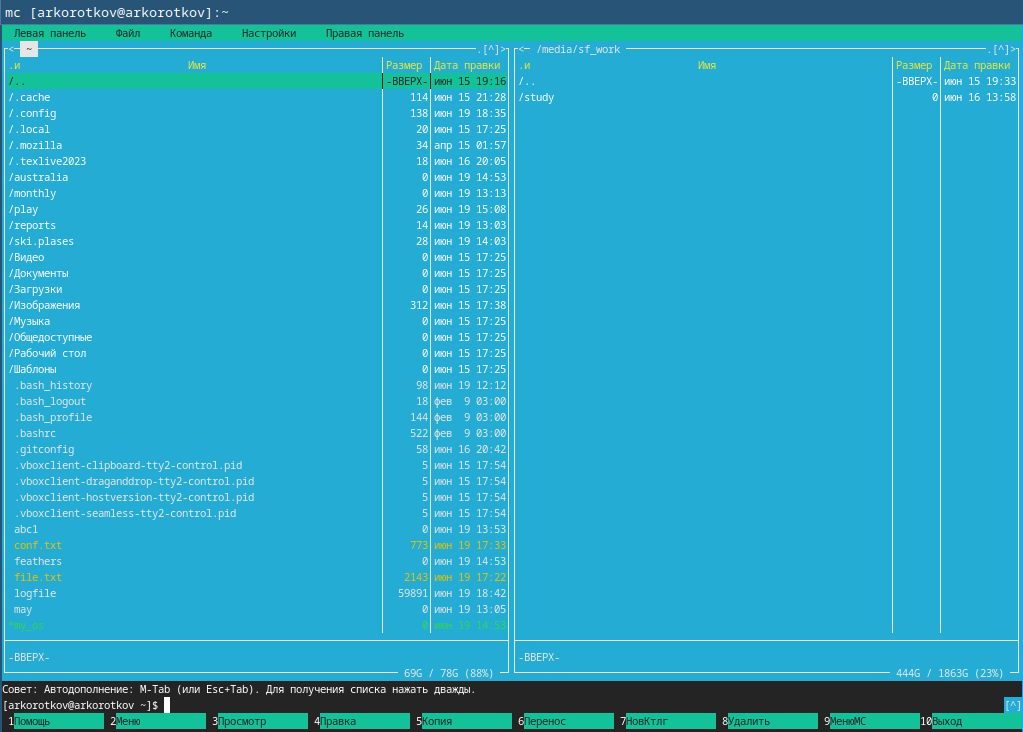 mc [arkorotkov@arkorotkov]:~
Левая панель Файл Команда Настройки Правая панель
<─ ~ .[^]>
.и Имя Размер Дата правки
/.. -ВВЕРХ- июн 15 19:16
/.cache 114 июн 15 21:28
/.config 138 июн 19 18:35
/.local 20 июн 15 17:25
/.mozilla 34 апр 15 01:57
/.texlive2023 18 июн 16 20:05
/australia 0 июн 19 14:53
/monthly 0 июн 19 13:13
/play 26 июн 19 15:08
/reports 14 июн 19 13:03
/ski.plases 28 июн 19 14:03
/Видео 0 июн 15 17:25
/Документы 0 июн 15 17:25
/Загрузки 0 июн 15 17:25
/Изображения 312 июн 15 17:38
/Музыка 0 июн 15 17:25
/Общедоступные 0 июн 15 17:25
/Рабочий стол 0 июн 15 17:25
/Шаблоны 0 июн 15 17:25
.bash_history 98 июн 19 12:12
.bash_logout 18 фев 9 03:00
.bash_profile 144 фев 9 03:00
.bashrc 522 фев 9 03:00
.gitconfig 58 июн 16 20:42
.vboxclient-clipboard-tty2-control.pid 5 июн 15 17:54
.vboxclient-draganddrop-tty2-control.pid 5 июн 15 17:54
.vboxclient-hostversion-tty2-control.pid 5 июн 15 17:54
.vboxclient-seamless-tty2-control.pid 5 июн 15 17:54
abc1 0 июн 19 13:53
conf.txt 773 июн 19 17:33
feathers 0 июн 19 14:53
file.txt 2143 июн 19 17:22
logfile 59891 июн 19 18:42
may 0 июн 19 13:05
*my_os 0 июн 19 14:53
-ВВЕРХ-
69G / 78G (88%)
<─ /media/sf_work .[^]>
.и Имя Размер Дата правки
/.. -ВВЕРХ- июн 15 19:33
/study 0 июн 16 13:58
-ВВЕРХ-
444G / 1863G (23%)
Совет: Автодополнение: M-Tab (или Esc+Tab). Для получения списка нажать дважды.
[arkorotkov@arkorotkov ~]$ [^]
1Помощь 2Меню 3Просмотр 4Правка 5Копия 6Перенос 7НовКтлг 8Удалить 9МенюMC 10Выход